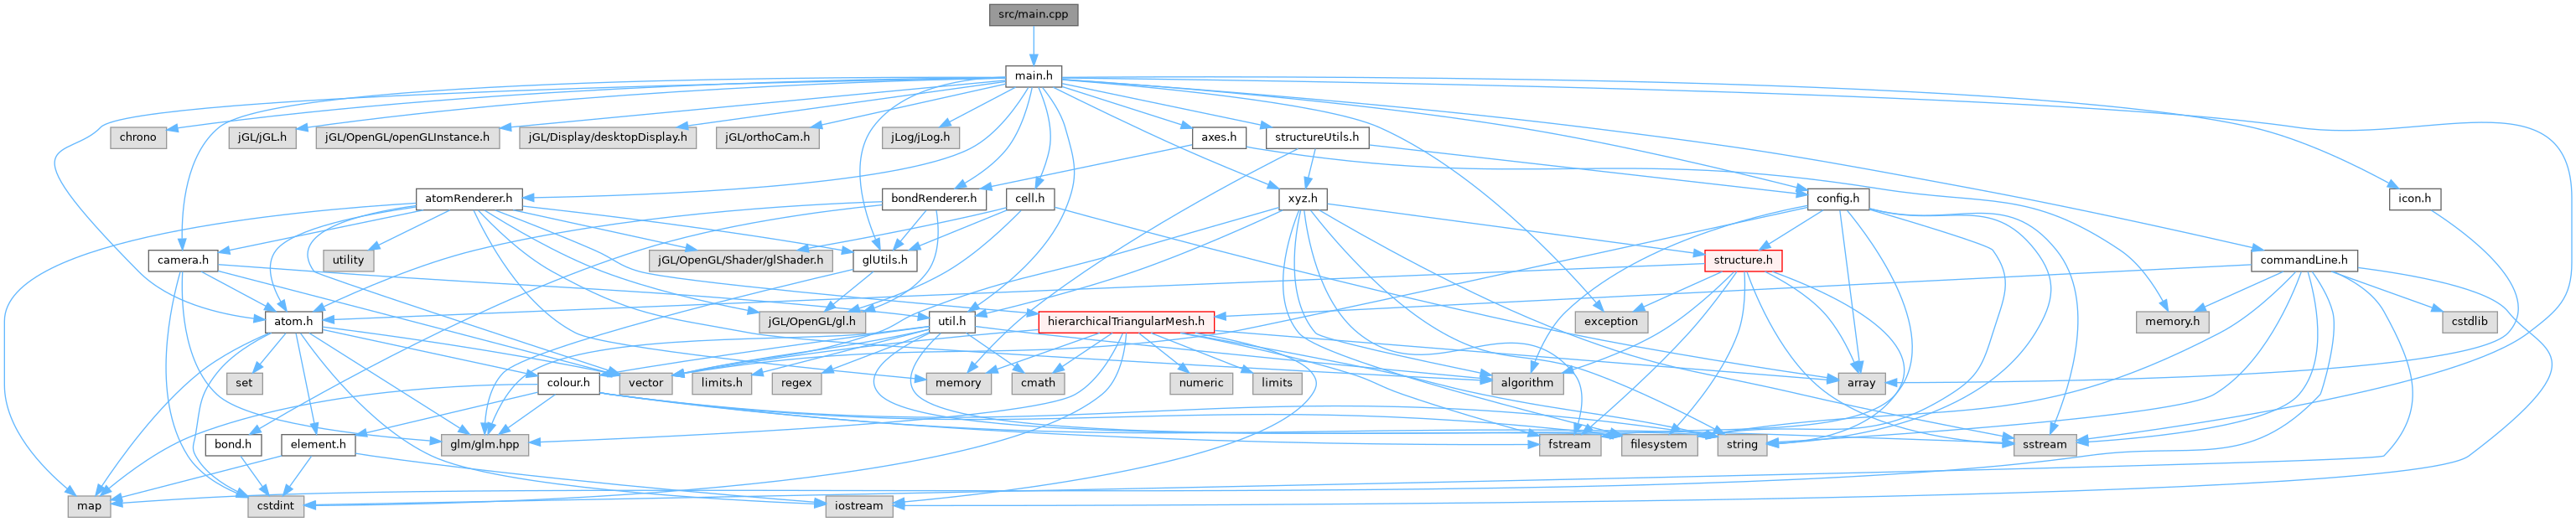 src/main.cpp
main.h
chrono
jGL/jGL.h
jGL/OpenGL/openGLInstance.h
jGL/Display/desktopDisplay.h
jGL/orthoCam.h
jLog/jLog.h
axes.h
structureUtils.h
atomRenderer.h
bondRenderer.h
cell.h
xyz.h
config.h
icon.h
camera.h
utility
jGL/OpenGL/Shader/glShader.h
glUtils.h
structure.h
commandLine.h
atom.h
jGL/OpenGL/gl.h
util.h
hierarchicalTriangularMesh.h
exception
memory.h
cstdlib
set
colour.h
vector
limits.h
regex
memory
cmath
numeric
limits
algorithm
array
bond.h
element.h
glm/glm.hpp
fstream
filesystem
string
sstream
map
cstdint
iostream